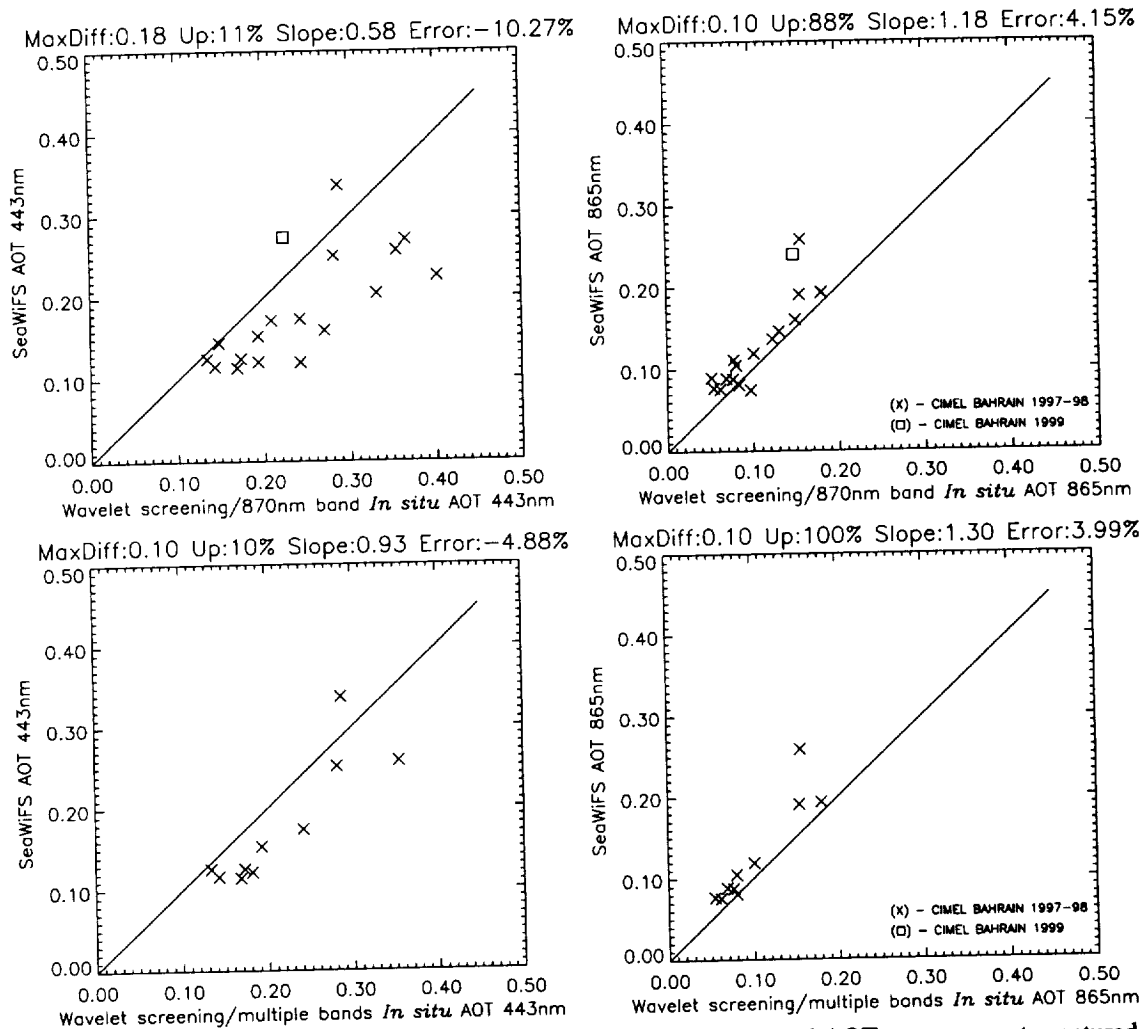 MaxDiff:0.18 Up:11% Slope:0.58 Error:-10.27%
0.50
0.40
0.30
0.20
0.10
0.00
SeaWiFS AOT 443nm
0.00 0.10 0.20 0.30 0.40 0.50
Wavelet screening/870nm band In situ AOT 443nm
MaxDiff:0.10 Up:88% Slope:1.18 Error:4.15%
0.50
0.40
0.30
0.20
0.10
0.00
SeaWiFS AOT 865nm
(x) - CIMEL BAHRAIN 1997-98
(□) - CIMEL BAHRAIN 1999
0.00 0.10 0.20 0.30 0.40 0.50
Wavelet screening/870nm band In situ AOT 865nm
MaxDiff:0.10 Up:10% Slope:0.93 Error:-4.88%
0.50
0.40
0.30
0.20
0.10
0.00
SeaWiFS AOT 443nm
0.00 0.10 0.20 0.30 0.40 0.50
Wavelet screening/multiple bands In situ AOT 443nm
MaxDiff:0.10 Up:100% Slope:1.30 Error:3.99%
0.50
0.40
0.30
0.20
0.10
0.00
SeaWiFS AOT 865nm
(x) - CIMEL BAHRAIN 1997-98
(□) - CIMEL BAHRAIN 1999
0.00 0.10 0.20 0.30 0.40 0.50
Wavelet screening/multiple bands In situ AOT 865nm